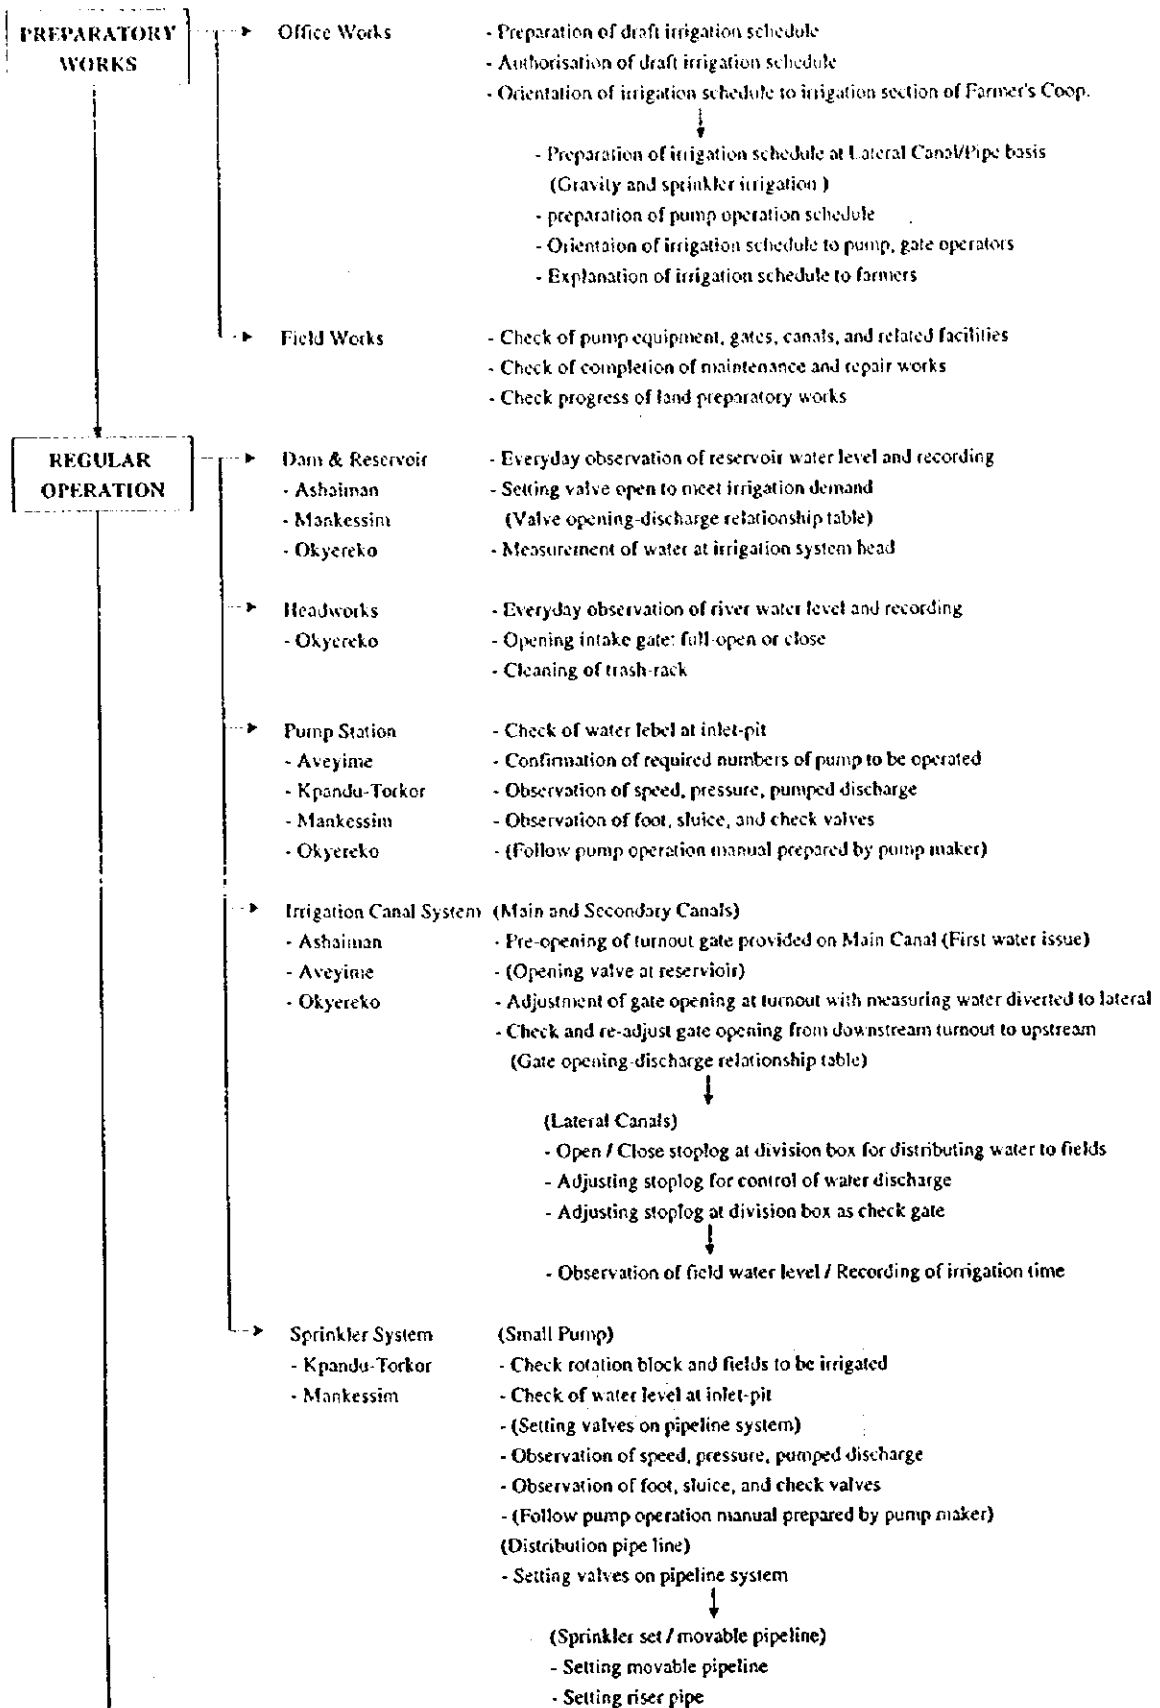 PREPARATORY WORKS
Office Works
- Preparation of draft irrigation schedule
- Authorisation of draft irrigation schedule
- Orientation of irrigation schedule to irrigation section of Farmer's Coop.
- Preparation of irrigation schedule at Lateral Canal/Pipe basis
(Gravity and sprinkler irrigation )
- preparation of pump operation schedule
- Orientaion of irrigation schedule to pump, gate operators
- Explanation of irrigation schedule to farmers
Field Works
- Check of pump equipment, gates, canals, and related facilities
- Check of completion of maintenance and repair works
- Check progress of land preparatory works
REGULAR OPERATION
Dam & Reservoir
- Ashaiman
- Mankessim
- Okyereko
- Everyday observation of reservoir water level and recording
- Setting valve open to meet irrigation demand
(Valve opening-discharge relationship table)
- Measurement of water at irrigation system head
Headworks
- Okyereko
- Everyday observation of river water level and recording
- Opening intake gate: full-open or close
- Cleaning of trash-rack
Pump Station
- Aveyime
- Kpandu-Torkor
- Mankessim
- Okyereko
- Check of water lebel at inlet-pit
- Confirmation of required numbers of pump to be operated
- Observation of speed, pressure, pumped discharge
- Observation of foot, sluice, and check valves
- (Follow pump operation manual prepared by pump maker)
Irrigation Canal System
- Ashaiman
- Aveyime
- Okyereko
(Main and Secondary Canals)
- Pre-opening of turnout gate provided on Main Canal (First water issue)
- (Opening valve at reservioir)
- Adjustment of gate opening at turnout with measuring water diverted to lateral
- Check and re-adjust gate opening from downstream turnout to upstream
(Gate opening-discharge relationship table)
(Lateral Canals)
- Open / Close stoplog at division box for distributing water to fields
- Adjusting stoplog for control of water discharge
- Adjusting stoplog at division box as check gate
- Observation of field water level / Recording of irrigation time
Sprinkler System
- Kpandu-Torkor
- Mankessim
(Small Pump)
- Check rotation block and fields to be irrigated
- Check of water level at inlet-pit
- (Setting valves on pipeline system)
- Observation of speed, pressure, pumped discharge
- Observation of foot, sluice, and check valves
- (Follow pump operation manual prepared by pump maker)
(Distribution pipe line)
- Setting valves on pipeline system
(Sprinkler set / movable pipeline)
- Setting movable pipeline
- Setting riser pipe